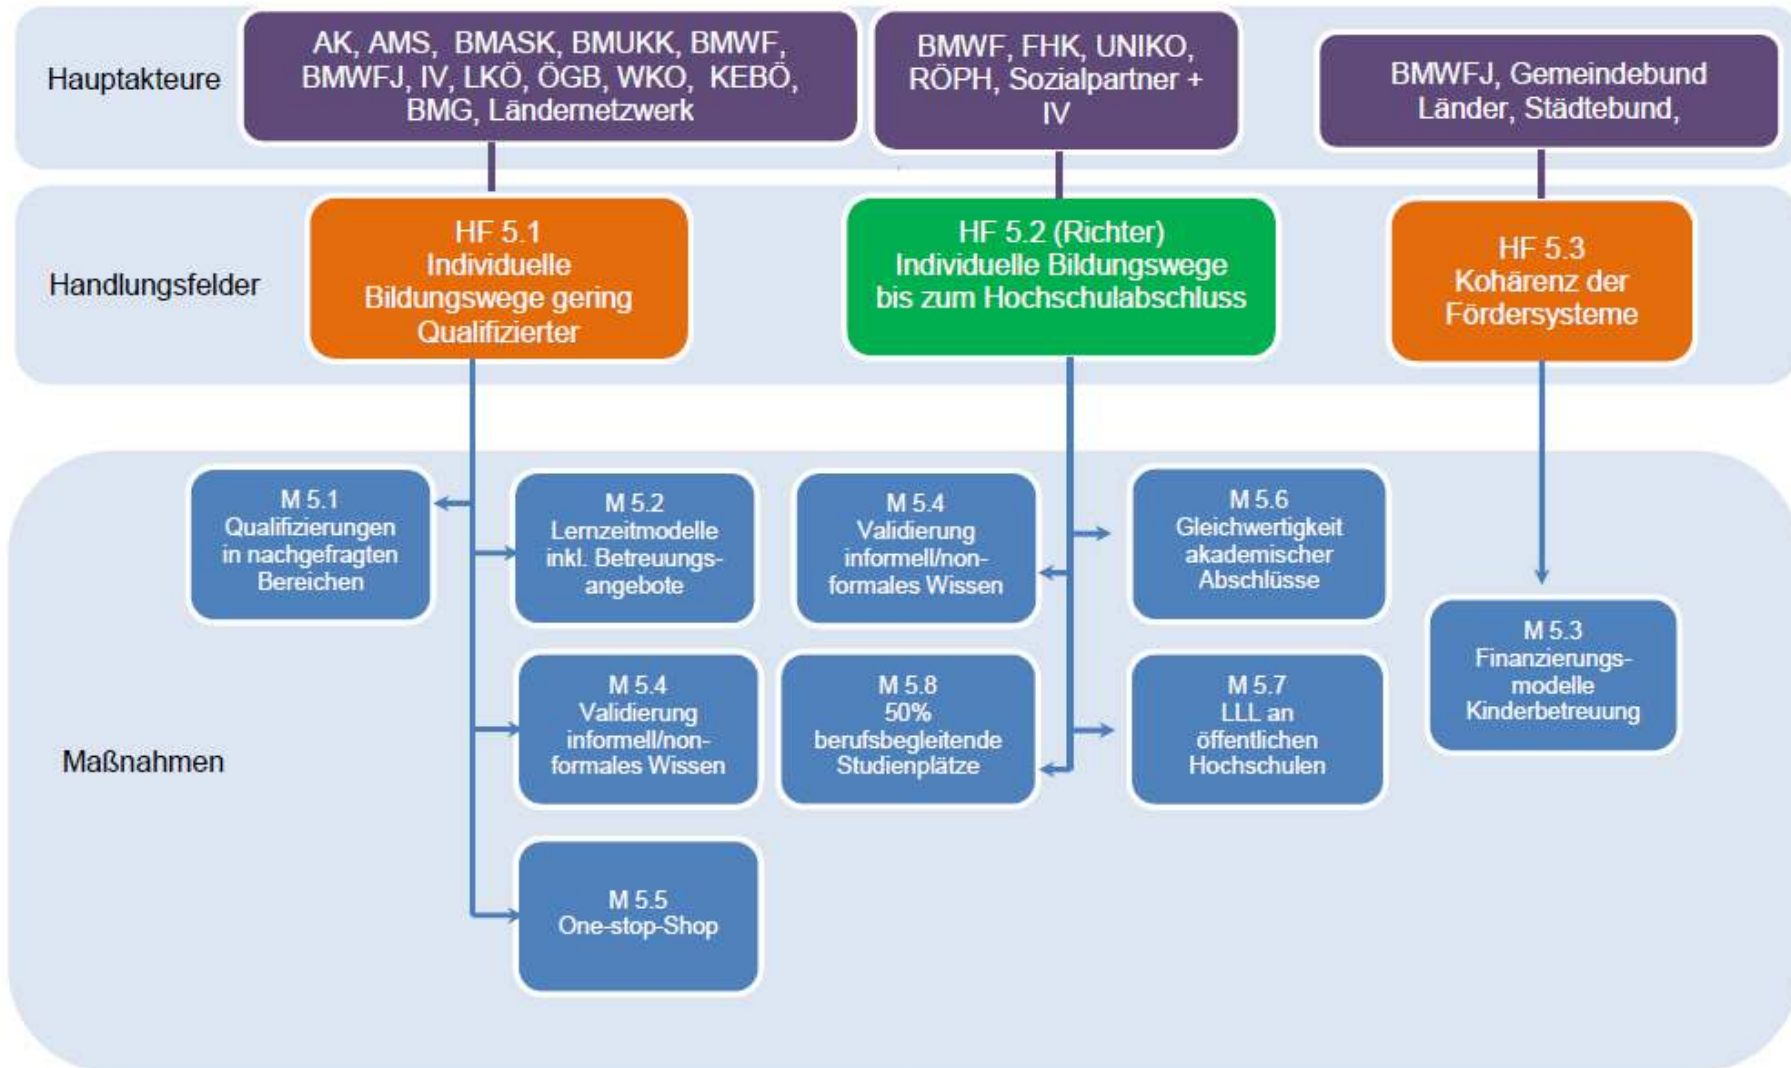 Hauptakteure
AK, AMS, BMASK, BMUKK, BMWF,
BMWFJ, IV, LKÖ, ÖGB, WKO, KEBÖ,
BMG, Ländernetzwerk
BMWF, FHK, UNIKO,
RÖPH, Sozialpartner +
IV
BMWFJ, Gemeindebund
Länder, Städtebund,
Handlungsfelder
HF 5.1
Individuelle
Bildungswege gering
Qualifizierter
HF 5.2 (Richter)
Individuelle Bildungswege
bis zum Hochschulabschluss
HF 5.3
Kohärenz der
Fördersysteme
Maßnahmen
M 5.1
Qualifizierungen
in nachgefragten
Bereichen
M 5.2
Lernzeitmodelle
inkl. Betreuungs-
angebote
M 5.4
Validierung
informell/non-
formales Wissen
M 5.6
Gleichwertigkeit
akademischer
Abschlüsse
M 5.3
Finanzierungs-
modelle
Kinderbetreuung
M 5.4
Validierung
informell/non-
formales Wissen
M 5.8
50%
berufsbegleitende
Studienplätze
M 5.7
LLL an
öffentlichen
Hochschulen
M 5.5
One-stop-Shop